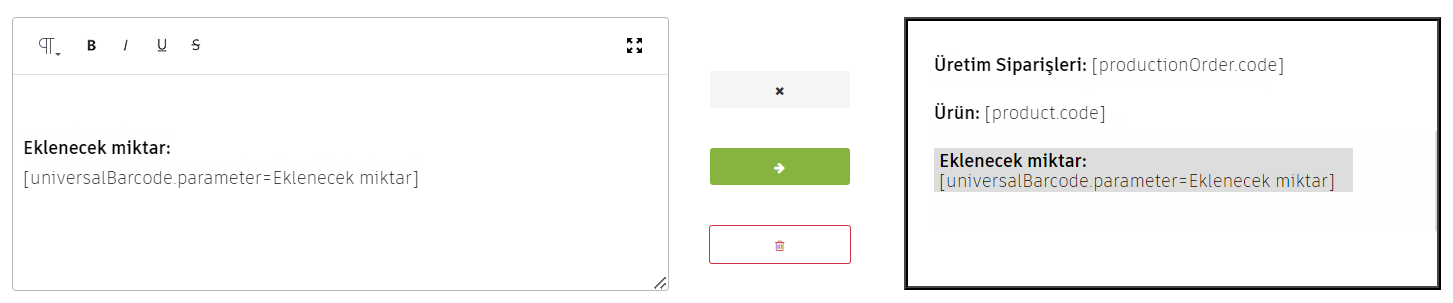 B I U S
Eklenecek miktar:
[universalBarcode.parameter=Eklenecek miktar]
Üretim Siparişleri: [productionOrder.code]
Ürün: [product.code]
Eklenecek miktar:
[universalBarcode.parameter=Eklenecek miktar]